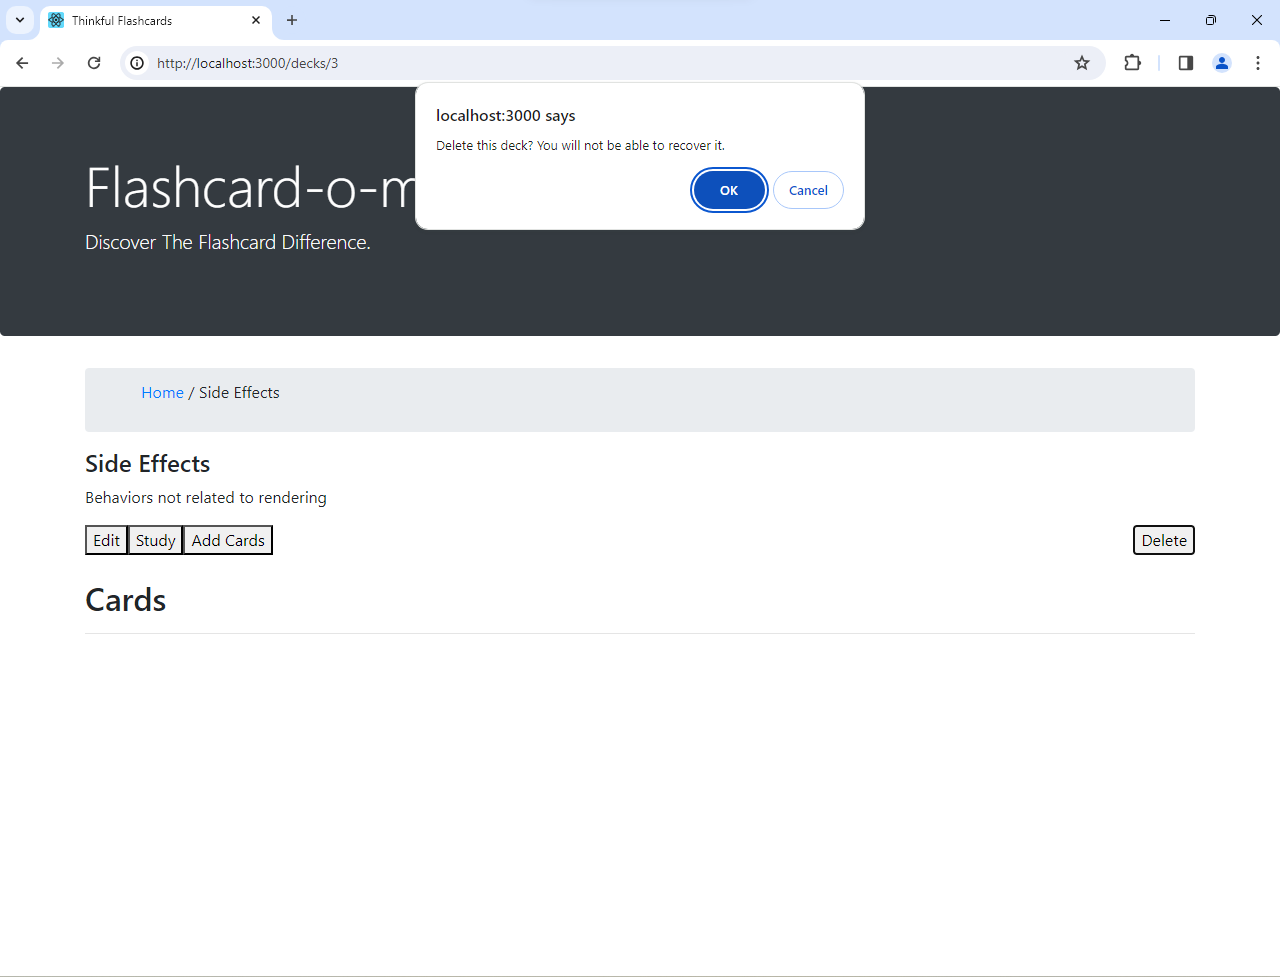 Thinkful Flashcards
http://localhost:3000/decks/3
localhost:3000 says
Delete this deck? You will not be able to recover it.
OK Cancel
Flashcard-o-m
Discover The Flashcard Difference.
Home / Side Effects
Side Effects
Behaviors not related to rendering
Edit Study Add Cards Delete
Cards